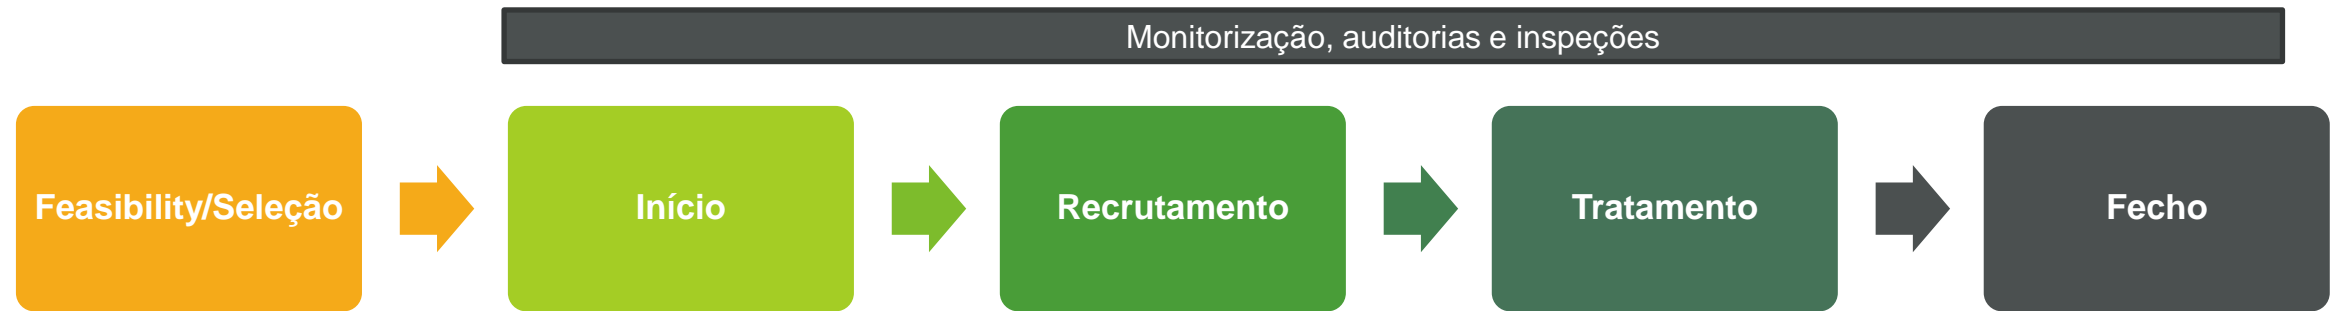 Monitorização, auditorias e inspeções
Feasibility/Seleção
Início
Recrutamento
Tratamento
Fecho